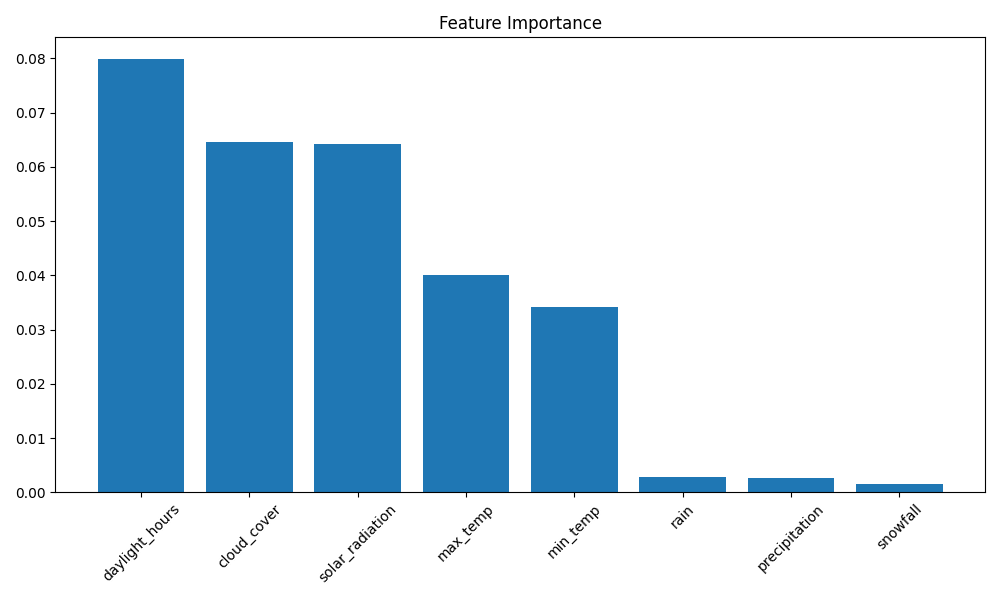 Feature Importance
0.08
0.07
0.06
0.05
0.04
0.03
0.02
0.01
0.00
daylight_hours
cloud_cover
solar_radiation
max_temp
min_temp
rain
precipitation
snowfall